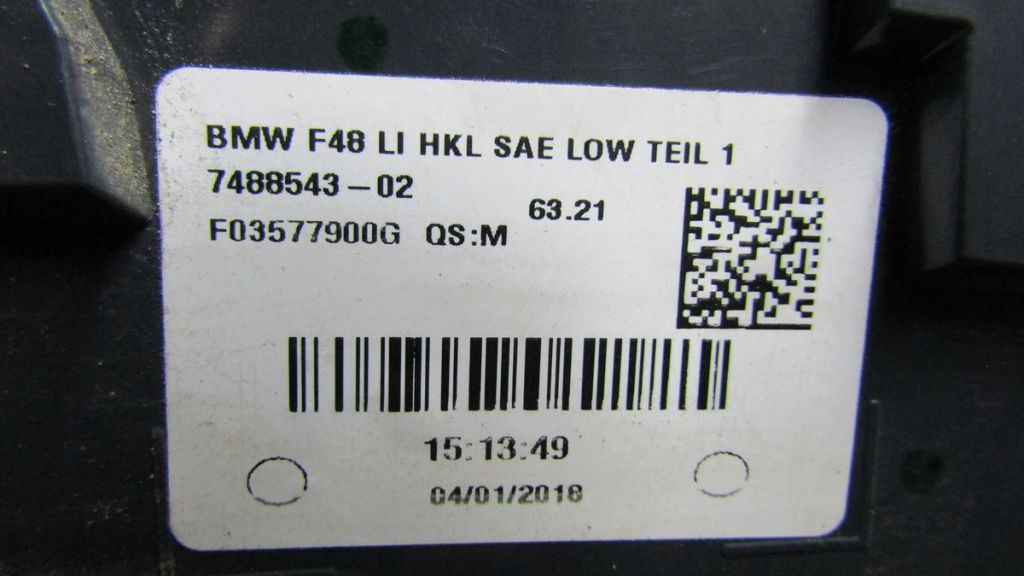 BMW F48 LI HKL SAE LOW TEIL 1
7488543-02
63.21
F03577900G QS:M
15:13:49
04/01/2018